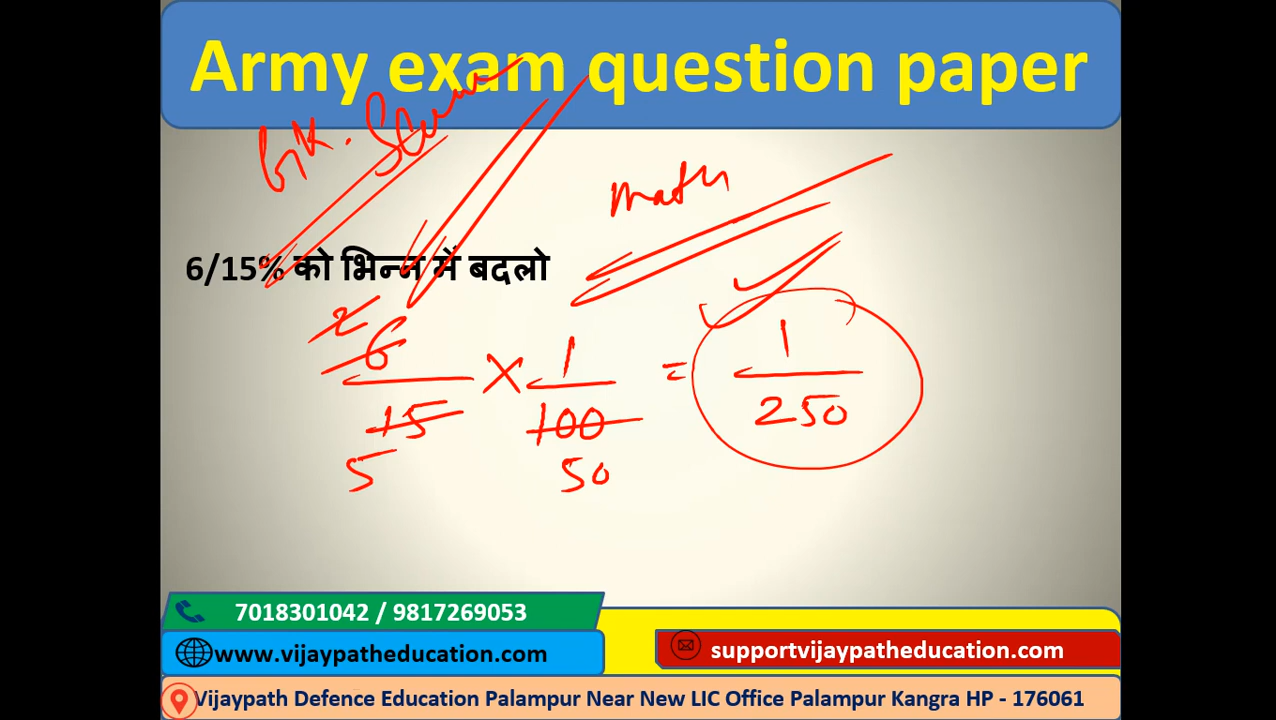 Army exam question paper
GK. Science
math
6/15% को भिन्न में बदलो
2
6/15 × 1/100 = 1/250
5 50
7018301042 / 9817269053
www.vijaypatheducation.com
supportvijaypatheducation.com
Vijaypath Defence Education Palampur Near New LIC Office Palampur Kangra HP - 176061